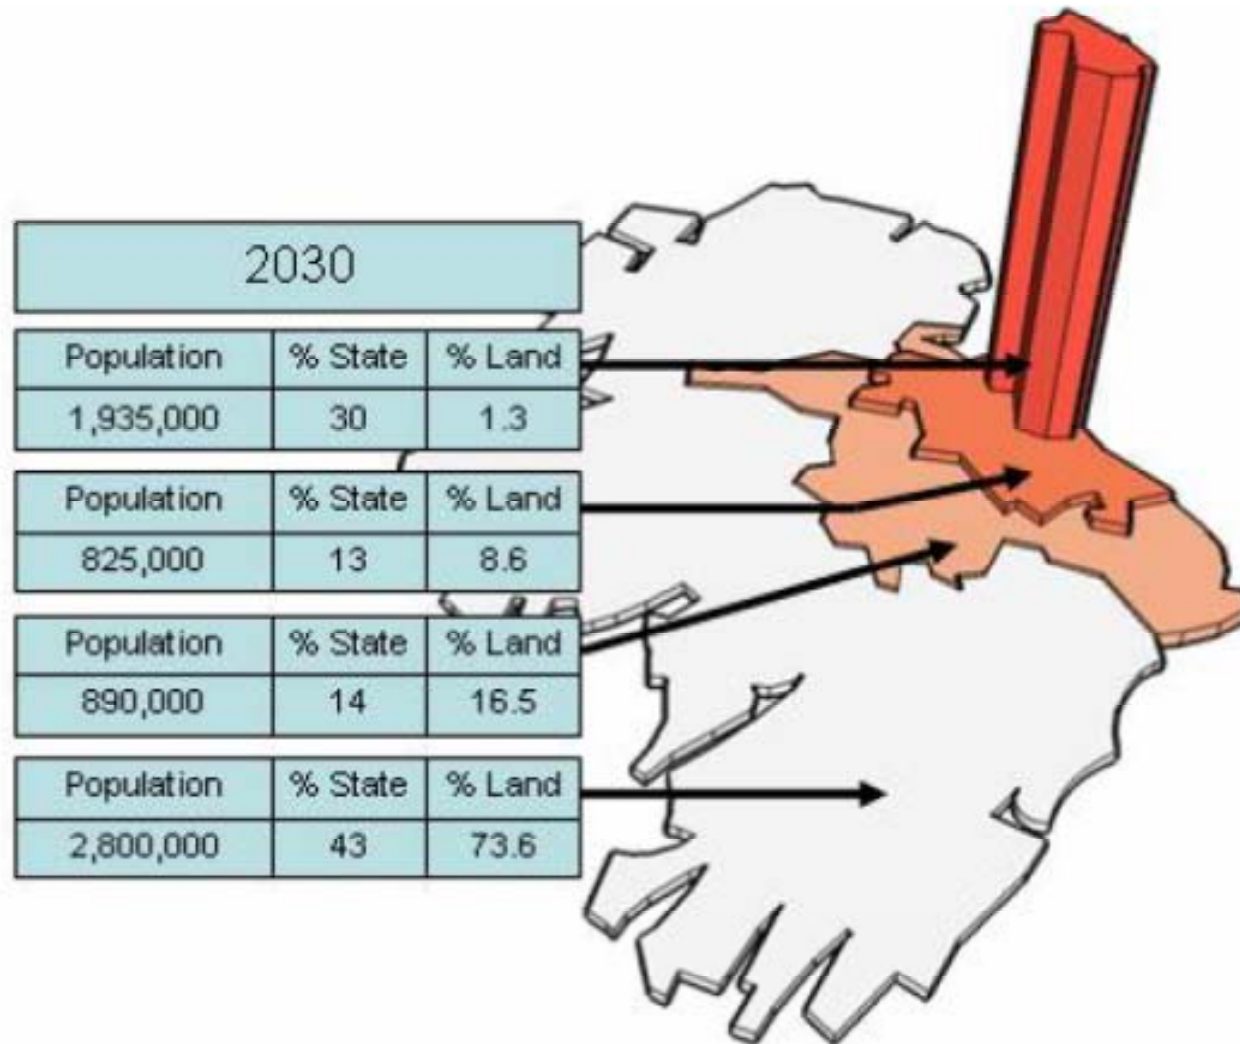 2030
Population % State % Land
1,935,000 30 1.3
Population % State % Land
825,000 13 8.6
Population % State % Land
890,000 14 16.5
Population % State % Land
2,800,000 43 73.6